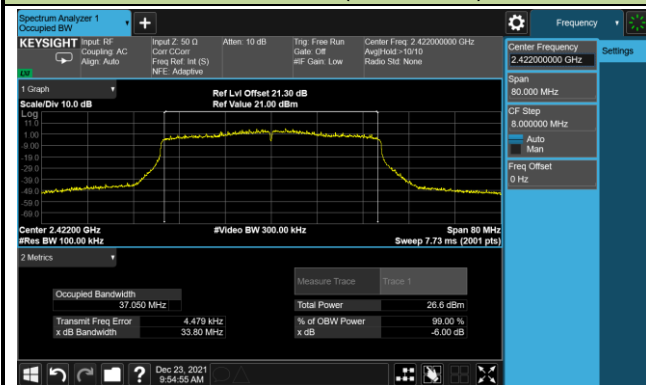 Spectrum Analyzer 1
Occupied BW
+
Frequency
KEYSIGHT
Input: RF
Coupling: AC
Align: Auto
Input Z: 50 Ω
Corr CCorr
Freq Ref: Int (S)
NFE: Adaptive
Atten: 10 dB
Trig: Free Run
Gate: Off
#IF Gain: Low
Center Freq: 2.422000000 GHz
Avg|Hold:>10/10
Radio Std: None
Center Frequency
2.422000000 GHz
Settings
Span
80.000 MHz
CF Step
8.000000 MHz
Auto
Man
Freq Offset
0 Hz
1 Graph
Scale/Div 10.0 dB
Ref Lvl Offset 21.30 dB
Ref Value 21.00 dBm
Log
11.0
1.00
-9.00
-19.0
-29.0
-39.0
-49.0
-59.0
-69.0
Center 2.42200 GHz
#Res BW 100.00 kHz
#Video BW 300.00 kHz
Span 80 MHz
Sweep 7.73 ms (2001 pts)
2 Metrics
Measure Trace
Trace 1
Occupied Bandwidth
37.050 MHz
Total Power
26.6 dBm
Transmit Freq Error
4.479 kHz
% of OBW Power
99.00 %
x dB Bandwidth
33.80 MHz
x dB
-6.00 dB
?
Dec 23, 2021
9:54:55 AM